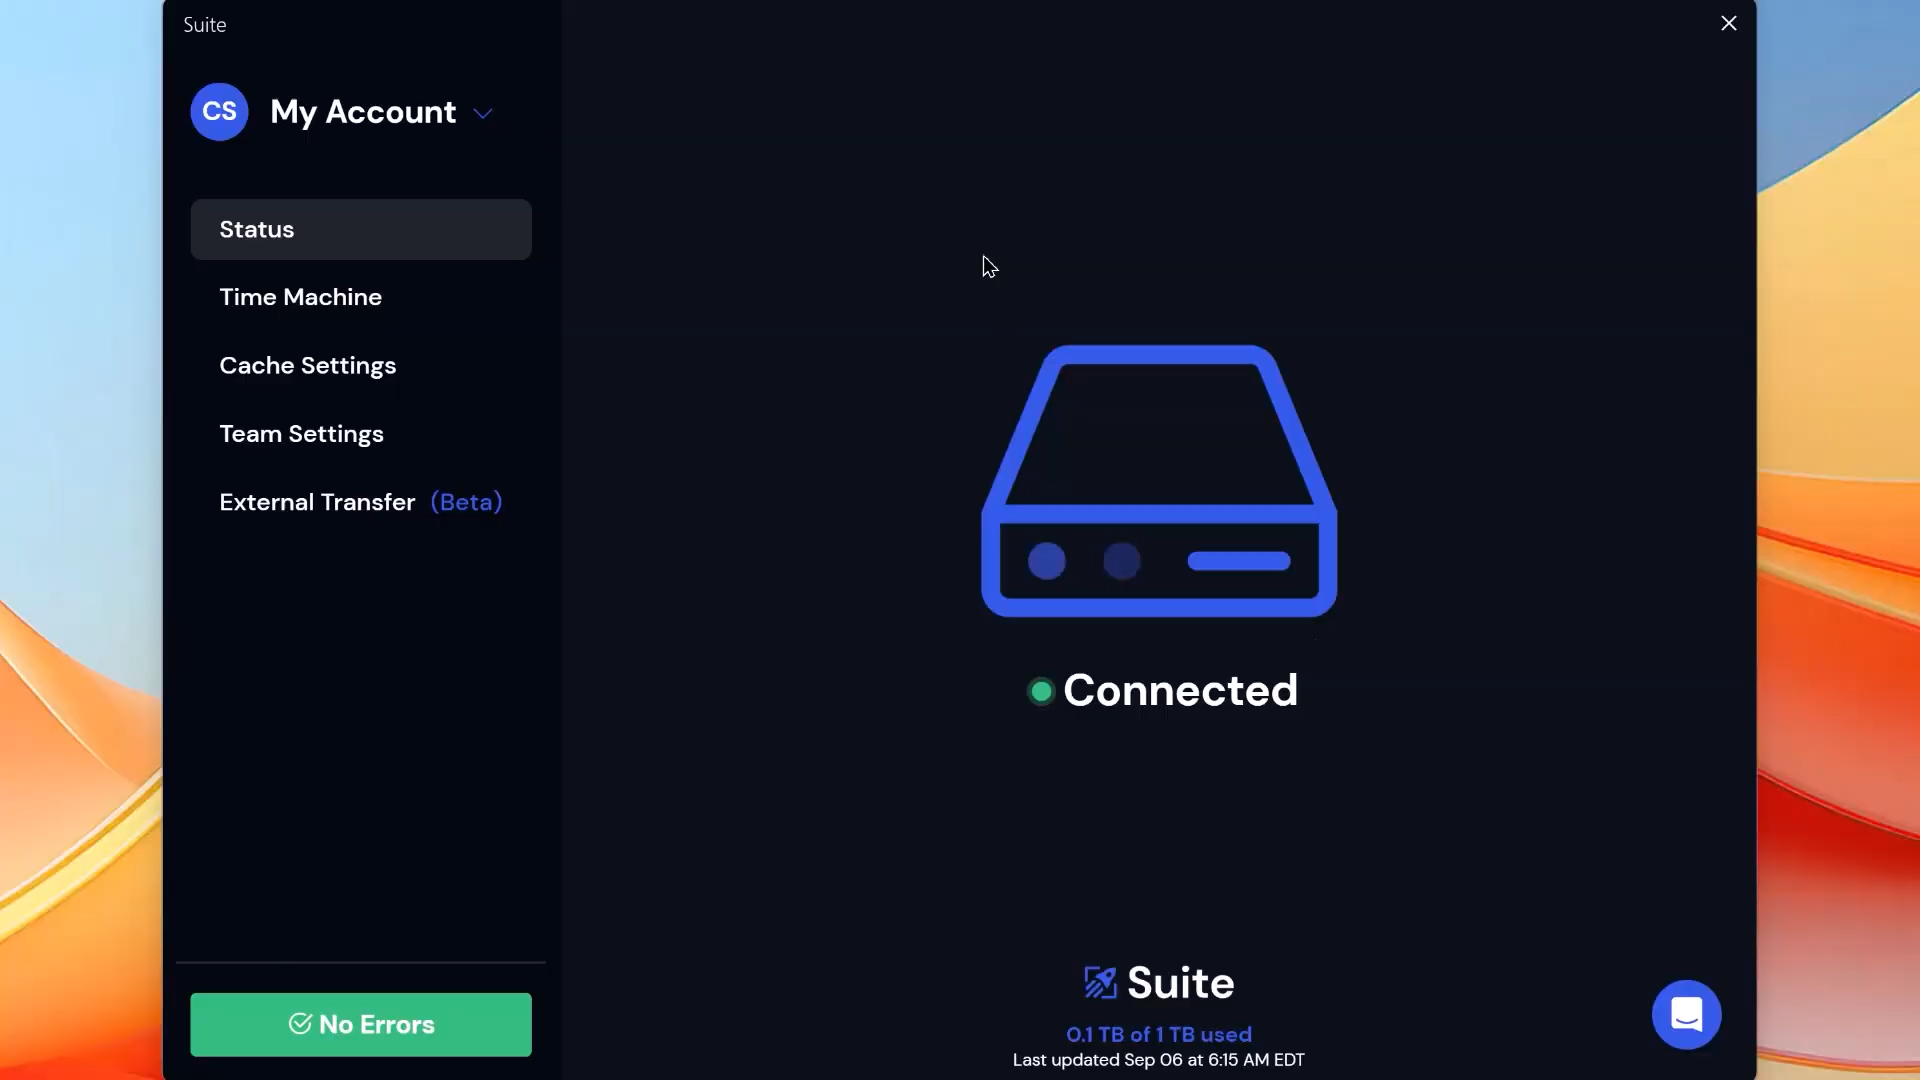 Suite
CS My Account
Status
Time Machine
Cache Settings
Team Settings
External Transfer (Beta)
No Errors
Connected
Suite
0.1 TB of 1 TB used
Last updated Sep 06 at 6:15 AM EDT